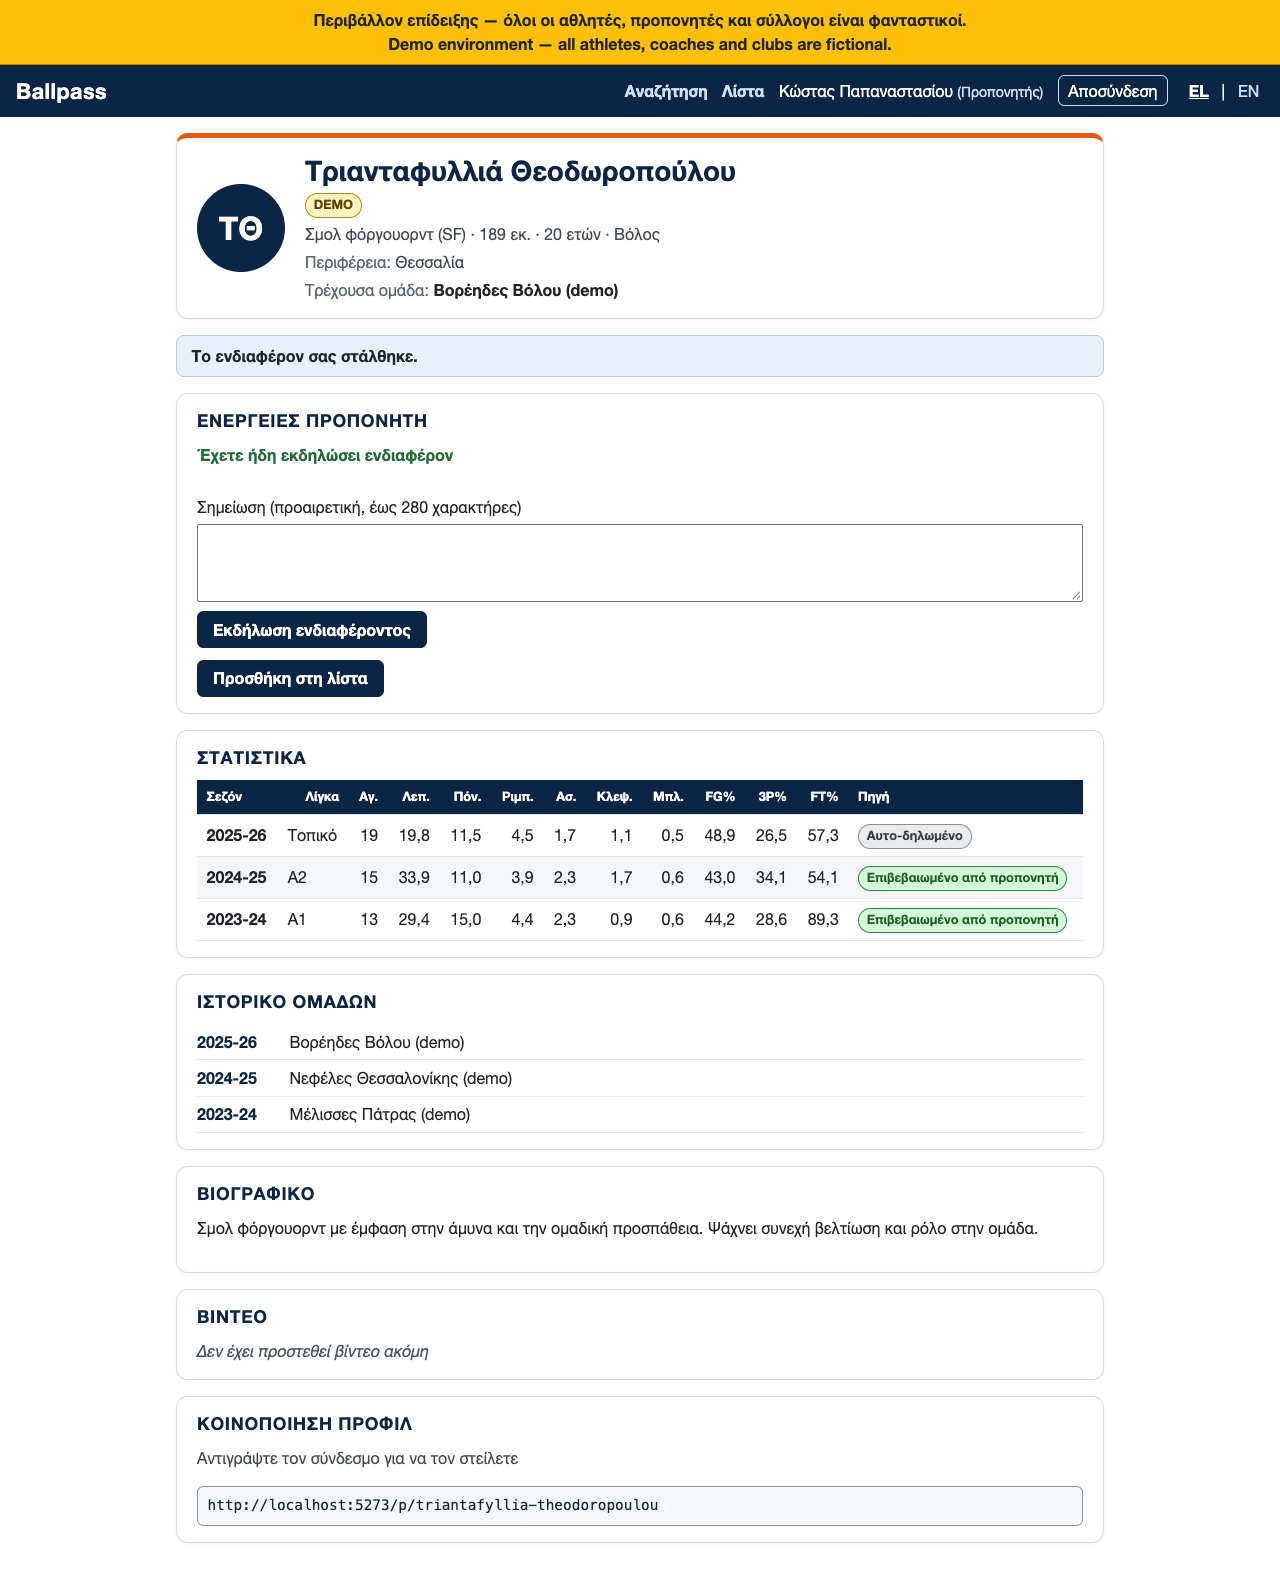 Περιβάλλον επίδειξης — όλοι οι αθλητές, προπονητές και σύλλογοι είναι φανταστικοί.
Demo environment — all athletes, coaches and clubs are fictional.
Ballpass Αναζήτηση Λίστα Κώστας Παπαναστασίου (Προπονητής) Αποσύνδεση EL | EN
ΤΘ
Τριανταφυλλιά Θεοδωροπούλου
DEMO
Σμολ φόργουορντ (SF) · 189 εκ. · 20 ετών · Βόλος
Περιφέρεια: Θεσσαλία
Τρέχουσα ομάδα: Βορέηδες Βόλου (demo)
Το ενδιαφέρον σας στάλθηκε.
ΕΝΕΡΓΕΙΕΣ ΠΡΟΠΟΝΗΤΗ
Έχετε ήδη εκδηλώσει ενδιαφέρον
Σημείωση (προαιρετική, έως 280 χαρακτήρες)
Εκδήλωση ενδιαφέροντος
Προσθήκη στη λίστα
ΣΤΑΤΙΣΤΙΚΑ
Σεζόν Λίγκα Αγ. Λεπ. Πόν. Ριμπ. Ασ. Κλεψ. Μπλ. FG% 3P% FT% Πηγή
2025-26 Τοπικό 19 19,8 11,5 4,5 1,7 1,1 0,5 48,9 26,5 57,3 Αυτο-δηλωμένο
2024-25 Α2 15 33,9 11,0 3,9 2,3 1,7 0,6 43,0 34,1 54,1 Επιβεβαιωμένο από προπονητή
2023-24 Α1 13 29,4 15,0 4,4 2,3 0,9 0,6 44,2 28,6 89,3 Επιβεβαιωμένο από προπονητή
ΙΣΤΟΡΙΚΟ ΟΜΑΔΩΝ
2025-26 Βορέηδες Βόλου (demo)
2024-25 Νεφέλες Θεσσαλονίκης (demo)
2023-24 Μέλισσες Πάτρας (demo)
ΒΙΟΓΡΑΦΙΚΟ
Σμολ φόργουορντ με έμφαση στην άμυνα και την ομαδική προσπάθεια. Ψάχνει συνεχή βελτίωση και ρόλο στην ομάδα.
ΒΙΝΤΕΟ
Δεν έχει προστεθεί βίντεο ακόμη
ΚΟΙΝΟΠΟΙΗΣΗ ΠΡΟΦΙΛ
Αντιγράψτε τον σύνδεσμο για να τον στείλετε
http://localhost:5273/p/triantafyllia-theodoropoulou